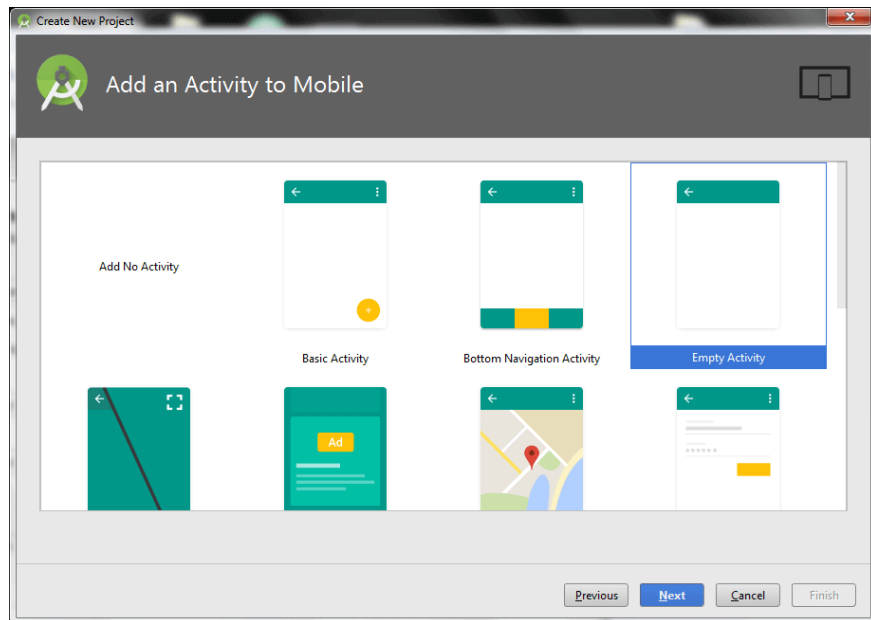 Create New Project
Add an Activity to Mobile
Add No Activity
Basic Activity
Bottom Navigation Activity
Empty Activity
Ad
Previous
Next
Cancel
Finish